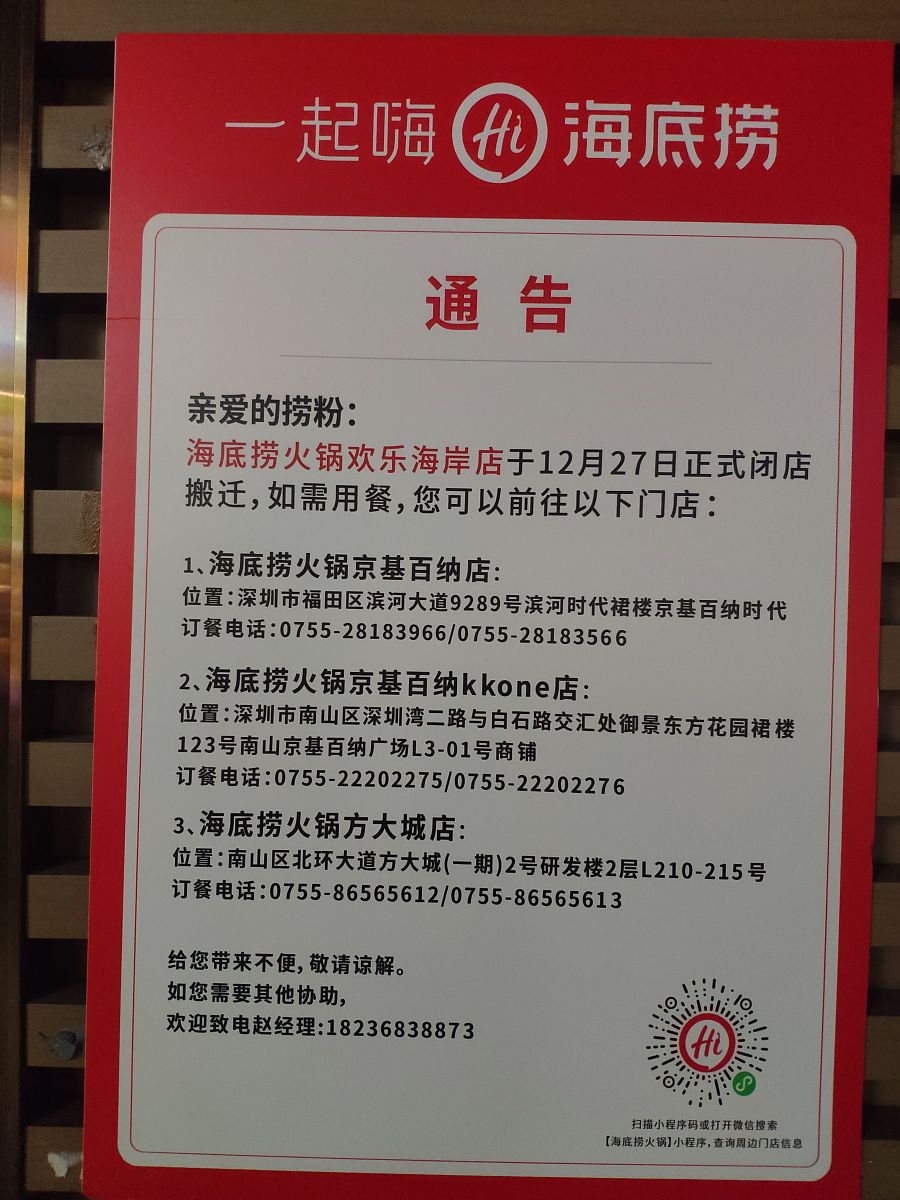 一起嗨 Hi 海底捞
通告
亲爱的捞粉：
海底捞火锅欢乐海岸店于12月27日正式闭店
搬迁，如需用餐，您可以前往以下门店：
1、海底捞火锅京基百纳店：
位置：深圳市福田区滨河大道9289号滨河时代裙楼京基百纳时代
订餐电话：0755-28183966/0755-28183566
2、海底捞火锅京基百纳kkone店：
位置：深圳市南山区深圳湾二路与白石路交汇处御景东方花园裙楼
123号南山京基百纳广场L3-01号商铺
订餐电话：0755-22202275/0755-22202276
3、海底捞火锅方大城店：
位置：南山区北环大道方大城(一期)2号研发楼2层L210-215号
订餐电话：0755-86565612/0755-86565613
给您带来不便，敬请谅解。
如您需要其他协助，
欢迎致电赵经理：18236838873
Hi
扫描小程序码或打开微信搜索
【海底捞火锅】小程序，查询周边门店信息